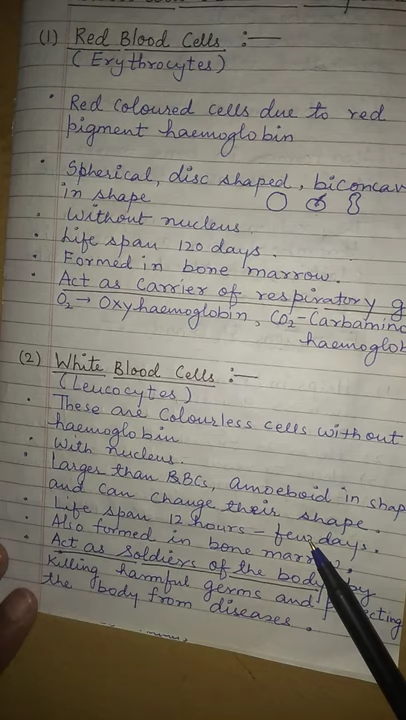 (1) Red Blood Cells :—
(Erythrocytes)
• Red coloured cells due to red
pigment haemoglobin
• Spherical, disc shaped, biconcav
in shape
• Without nucleus.
• Life span 120 days.
• Formed in bone marrow.
• Act as carrier of respiratory g
O2 → Oxyhaemoglobin, CO2-Carbamino
haemoglob
(2) White Blood Cells :—
(Leucocytes)
• These are Colourless cells without
haemoglobin
• With nucleus.
• Larger than RBCs, amoeboid in shap
and can change their shape.
• Life span 12 hours – few days.
• Also formed in bone
• Act as soldiers of the body by
killing harmful germs and
the body from diseases.